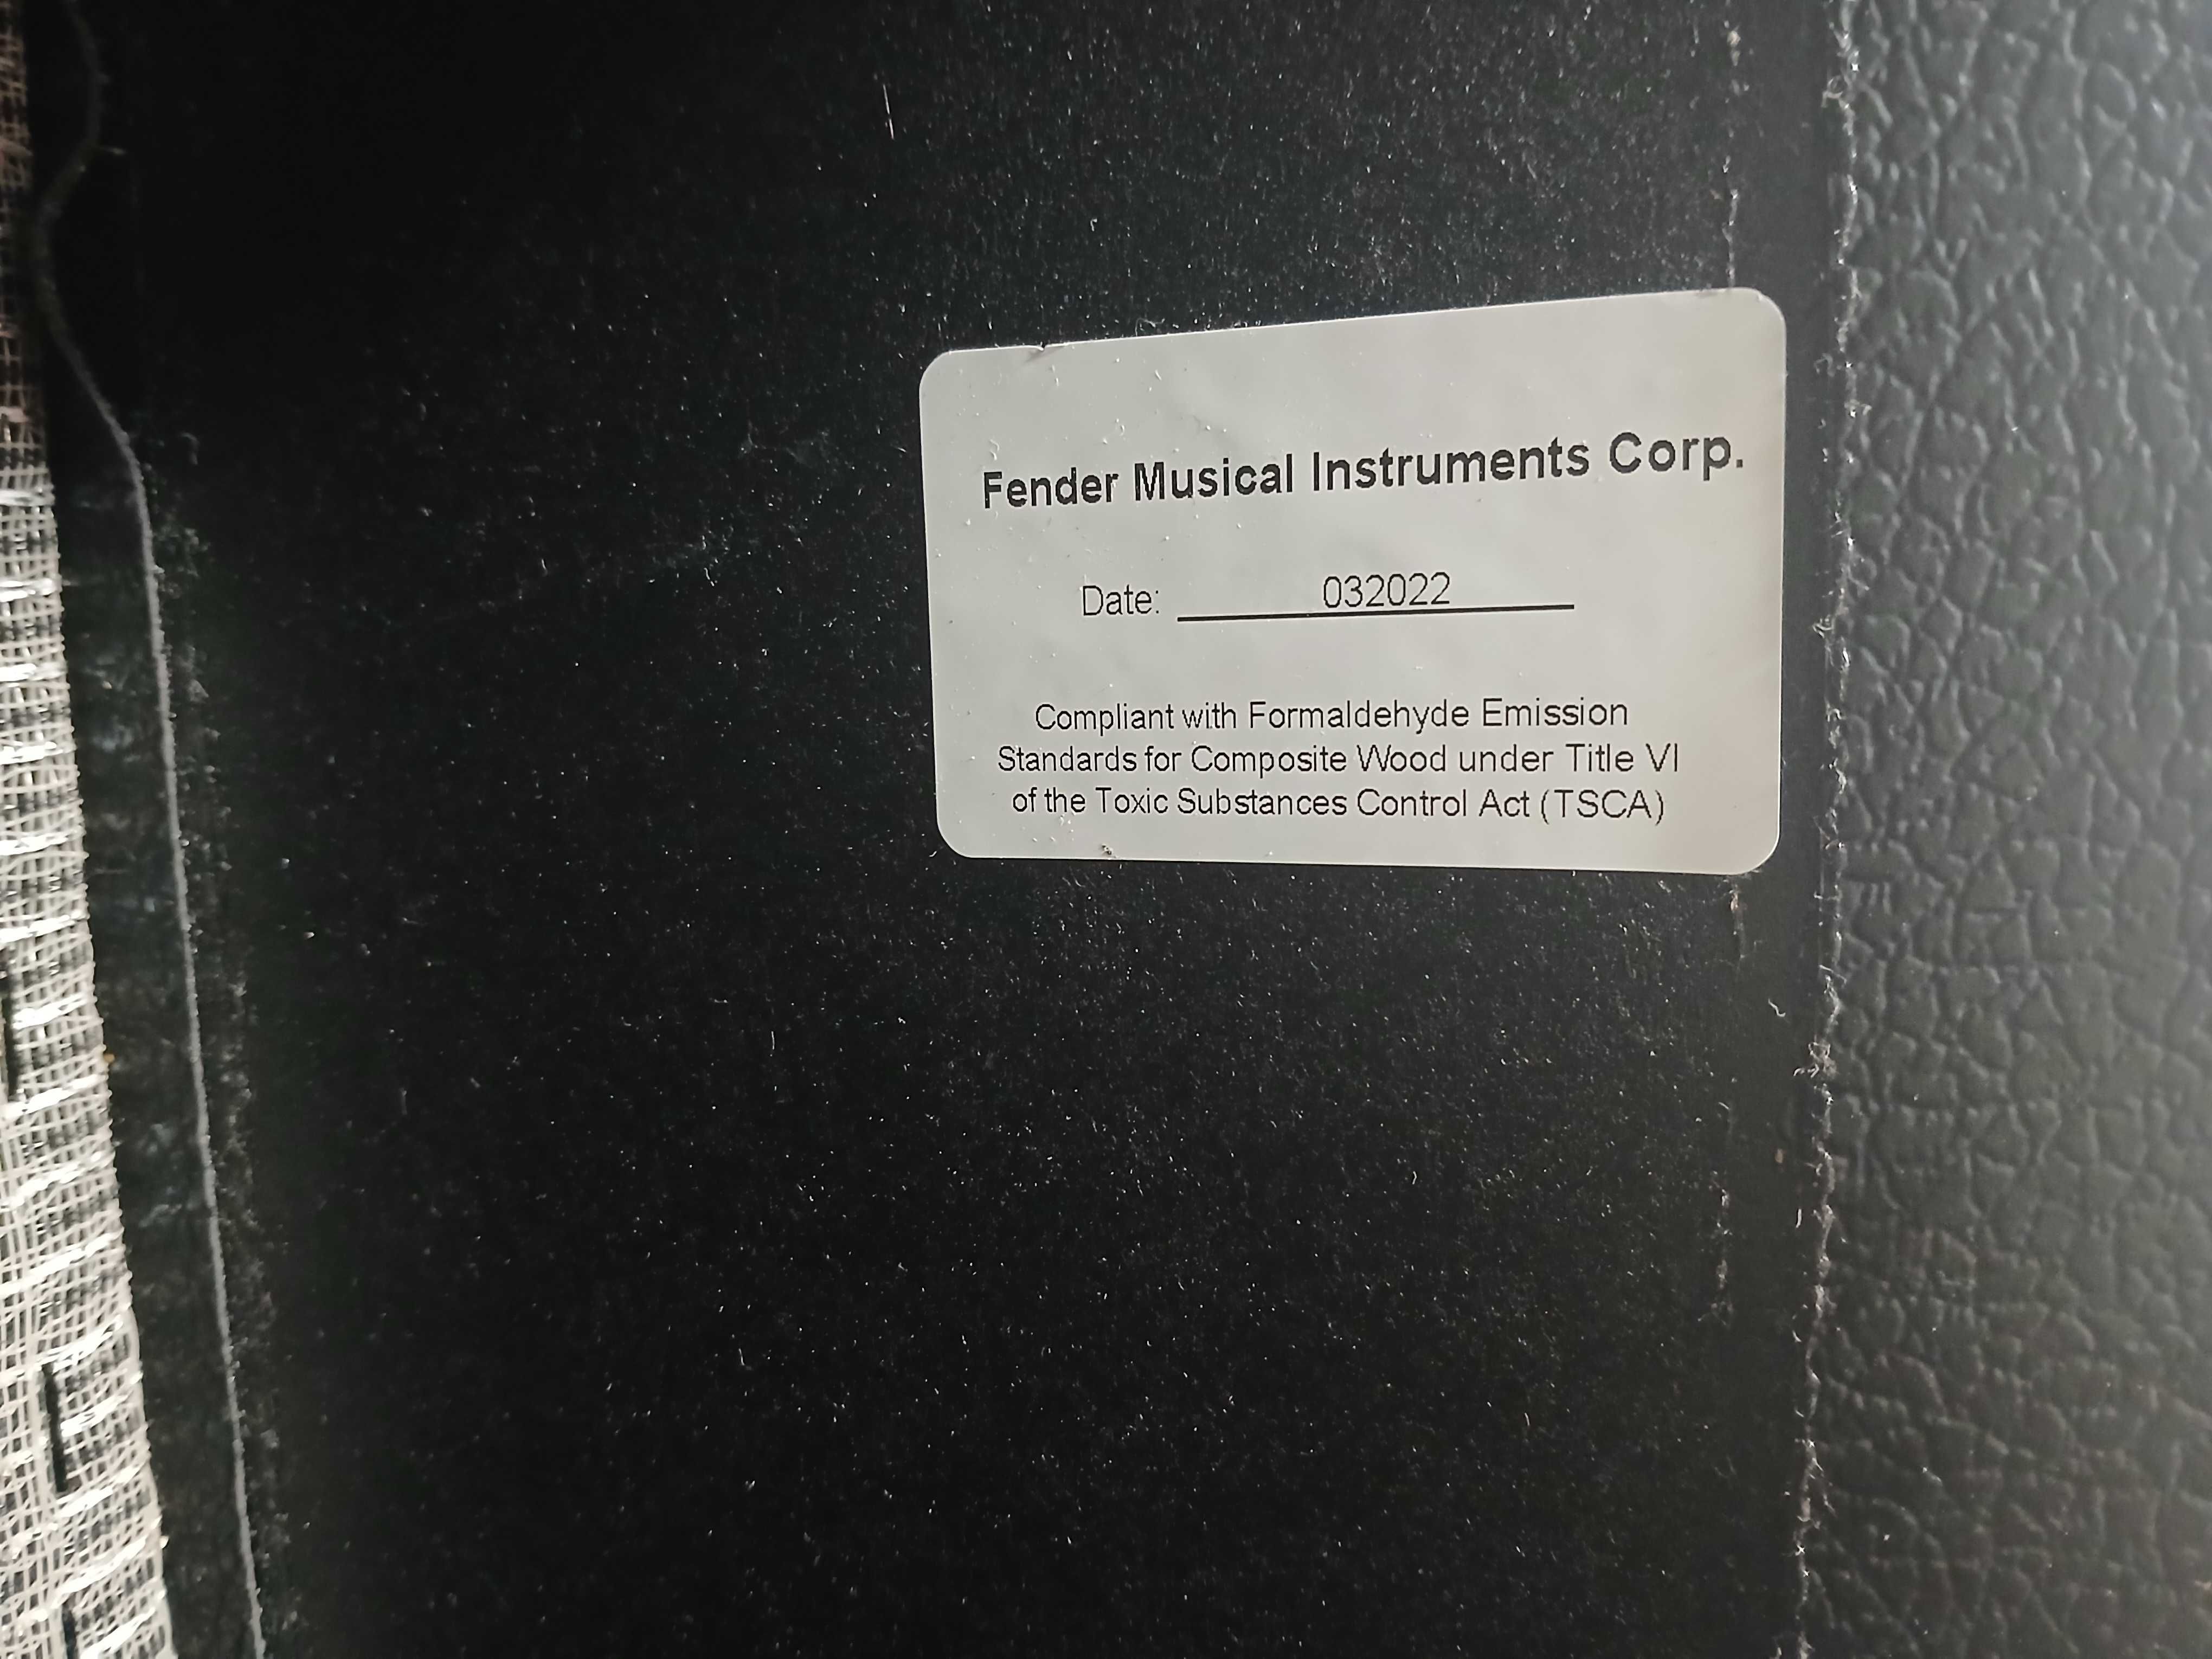 Fender Musical Instruments Corp.
Date: 032022
Compliant with Formaldehyde Emission
Standards for Composite Wood under Title VI
of the Toxic Substances Control Act (TSCA)